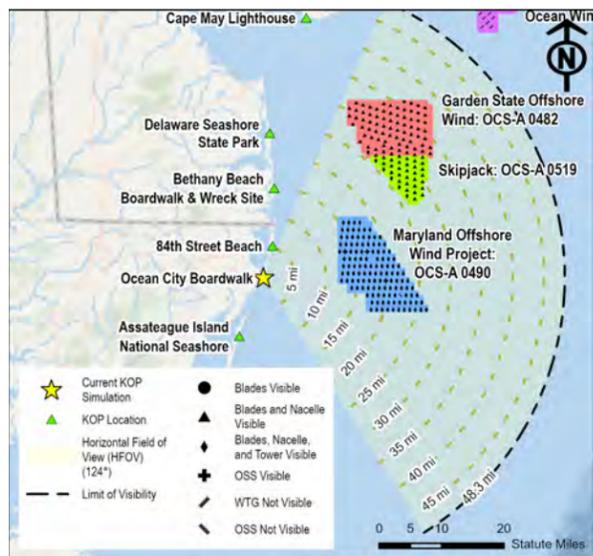 Cape May Lighthouse
Ocean Win
N
Garden State Offshore
Wind: OCS-A 0482
Delaware Seashore
State Park
Skipjack: OCS-A 0519
Bethany Beach
Boardwalk & Wreck Site
84th Street Beach
Maryland Offshore
Wind Project:
OCS-A 0490
Ocean City Boardwalk
5 mi
10 mi
15 mi
20 mi
25 mi
30 mi
35 mi
40 mi
45 mi
48.3 mi
Assateague Island
National Seashore
Current KOP
Simulation
KOP Location
Horizontal Field of
View (HFOV)
(124°)
Limit of Visibility
Blades Visible
Blades and Nacelle
Visible
Blades, Nacelle,
and Tower Visible
OSS Visible
WTG Not Visible
OSS Not Visible
0 5 10 20
Statute Miles